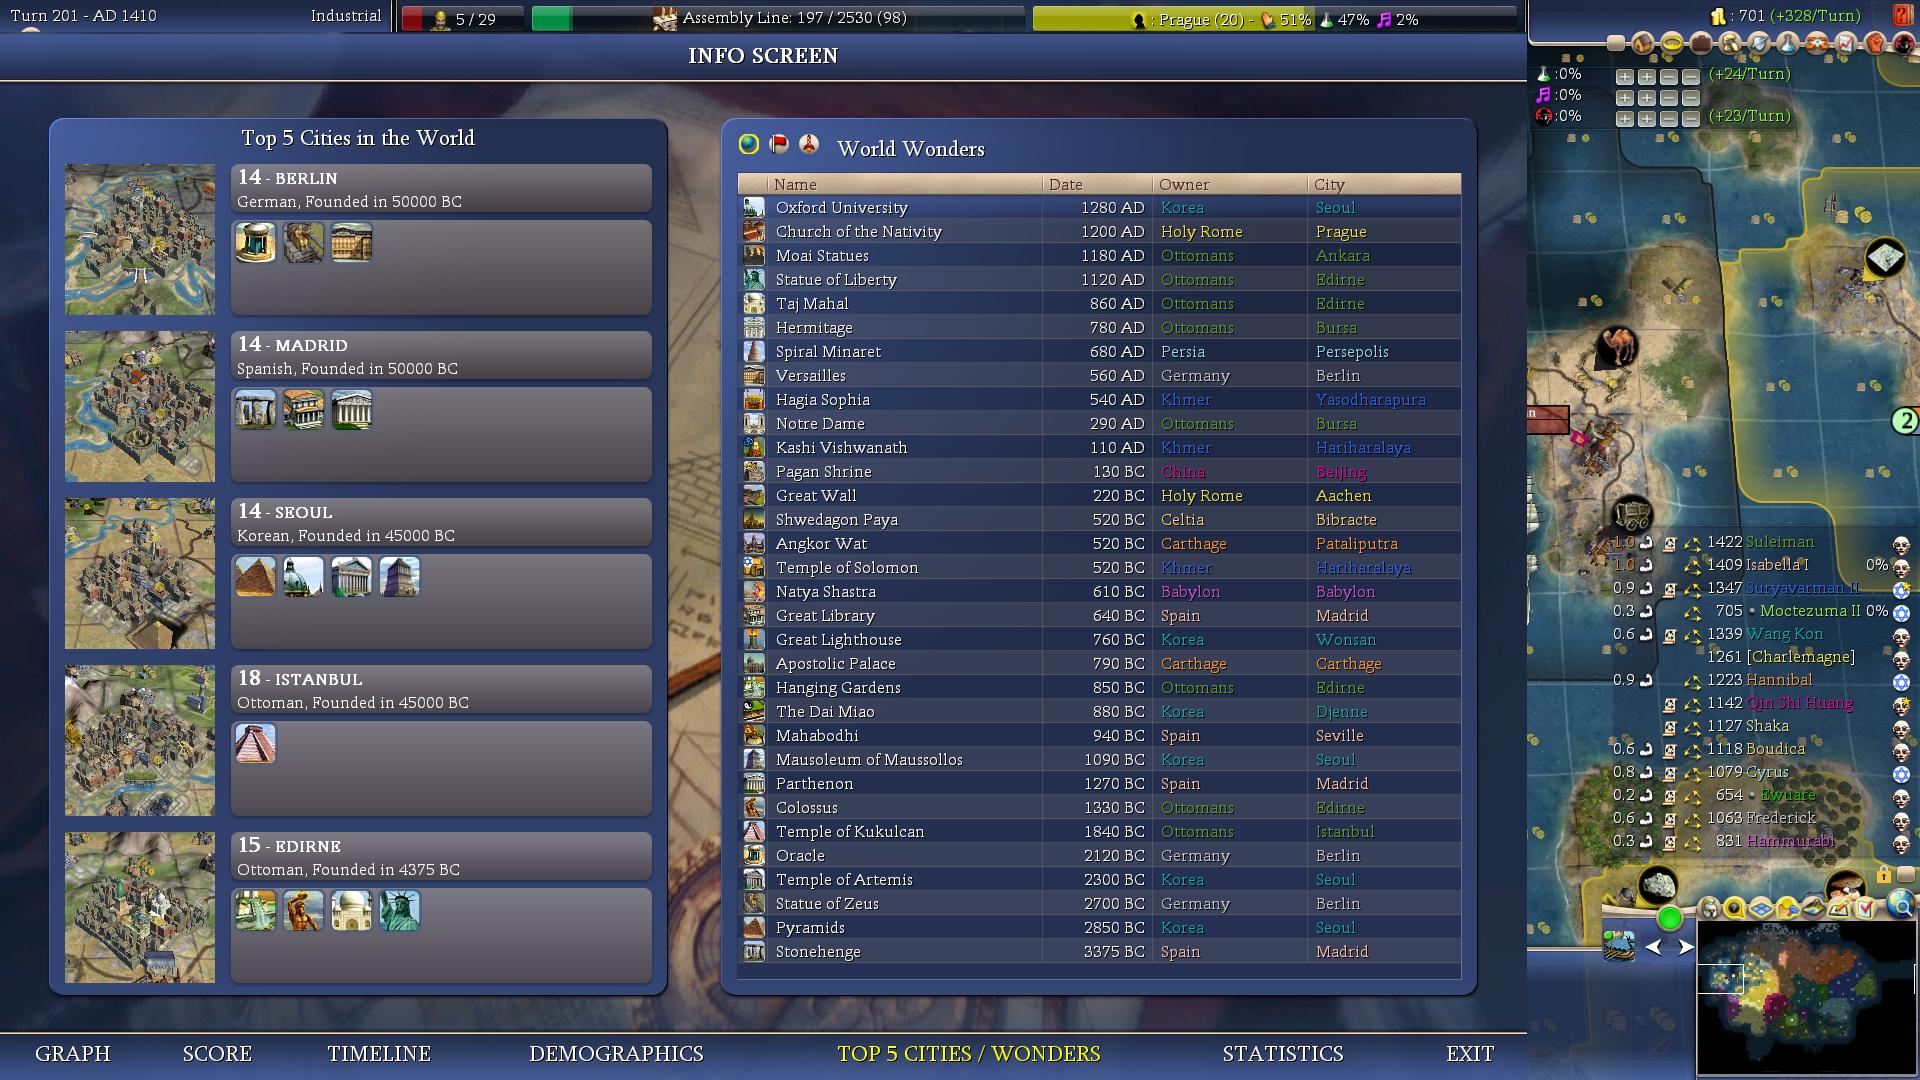 Turn 201 - AD 1410
Industrial
5 / 29
Assembly Line: 197 / 2530 (98)
: Prague (20) - 51% 47% 2%
: 701 (+328/Turn)
INFO SCREEN
:0% (+24/Turn)
:0%
:0% (+23/Turn)
Top 5 Cities in the World
14 - BERLIN
German, Founded in 50000 BC
14 - MADRID
Spanish, Founded in 50000 BC
14 - SEOUL
Korean, Founded in 45000 BC
18 - ISTANBUL
Ottoman, Founded in 45000 BC
15 - EDIRNE
Ottoman, Founded in 4375 BC
World Wonders
Name Date Owner City
Oxford University 1280 AD Korea Seoul
Church of the Nativity 1200 AD Holy Rome Prague
Moai Statues 1180 AD Ottomans Ankara
Statue of Liberty 1120 AD Ottomans Edirne
Taj Mahal 860 AD Ottomans Edirne
Hermitage 780 AD Ottomans Bursa
Spiral Minaret 680 AD Persia Persepolis
Versailles 560 AD Germany Berlin
Hagia Sophia 540 AD Khmer Yasodharapura
Notre Dame 290 AD Ottomans Bursa
Kashi Vishwanath 110 AD Khmer Hariharalaya
Pagan Shrine 130 BC China Beijing
Great Wall 220 BC Holy Rome Aachen
Shwedagon Paya 520 BC Celtia Bibracte
Angkor Wat 520 BC Carthage Pataliputra
Temple of Solomon 520 BC Khmer Hariharalaya
Natya Shastra 610 BC Babylon Babylon
Great Library 640 BC Spain Madrid
Great Lighthouse 760 BC Korea Wonsan
Apostolic Palace 790 BC Carthage Carthage
Hanging Gardens 850 BC Ottomans Edirne
The Dai Miao 880 BC Korea Djenne
Mahabodhi 940 BC Spain Seville
Mausoleum of Maussollos 1090 BC Korea Seoul
Parthenon 1270 BC Spain Madrid
Colossus 1330 BC Ottomans Edirne
Temple of Kukulcan 1840 BC Ottomans Istanbul
Oracle 2120 BC Germany Berlin
Temple of Artemis 2300 BC Korea Seoul
Statue of Zeus 2700 BC Germany Berlin
Pyramids 2850 BC Korea Seoul
Stonehenge 3375 BC Spain Madrid
2
1.0 1422 Suleiman
1.0 1409 Isabella I 0%
0.9 1347 Suryavarman II
0.3 705 • Moctezuma II 0%
0.6 1339 Wang Kon
1261 [Charlemagne]
0.9 1223 Hannibal
1142 Qin Shi Huang
1127 Shaka
0.6 1118 Boudica
0.8 1079 Cyrus
0.2 654 • Ewuare
0.6 1063 Frederick
0.3 831 Hammurabi
GRAPH SCORE TIMELINE DEMOGRAPHICS TOP 5 CITIES / WONDERS STATISTICS EXIT